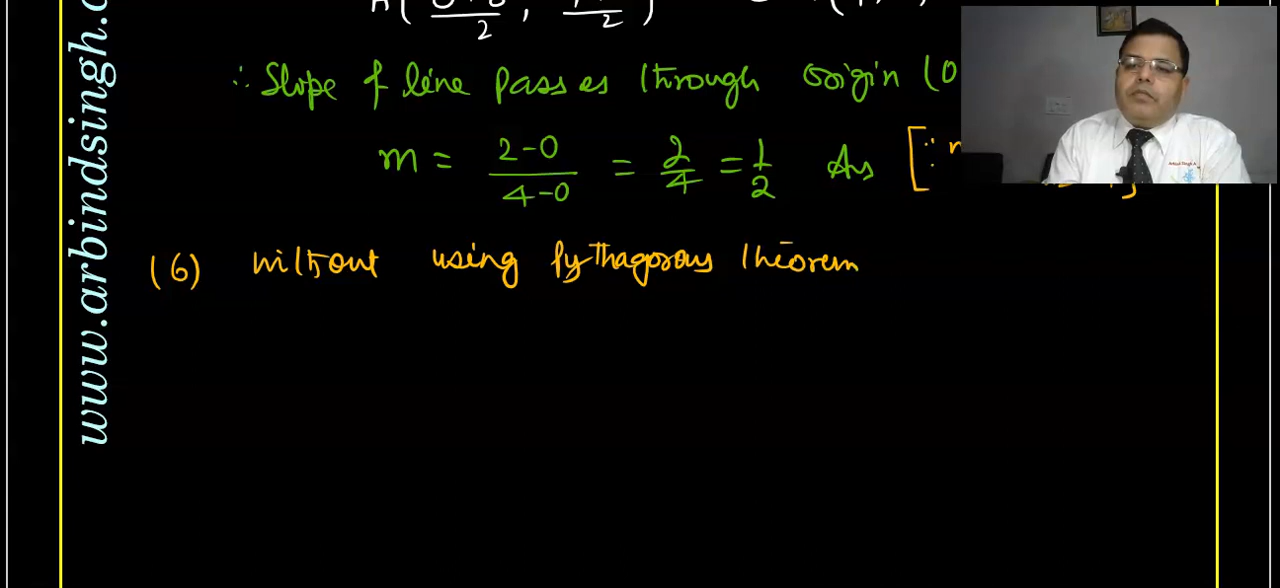 www.arbindsingh.c
∴ Slope of line passes through origin (0
m = 2-0 / 4-0 = 2/4 = 1/2 Ans [∵
(6) without using Pythagorous theorem